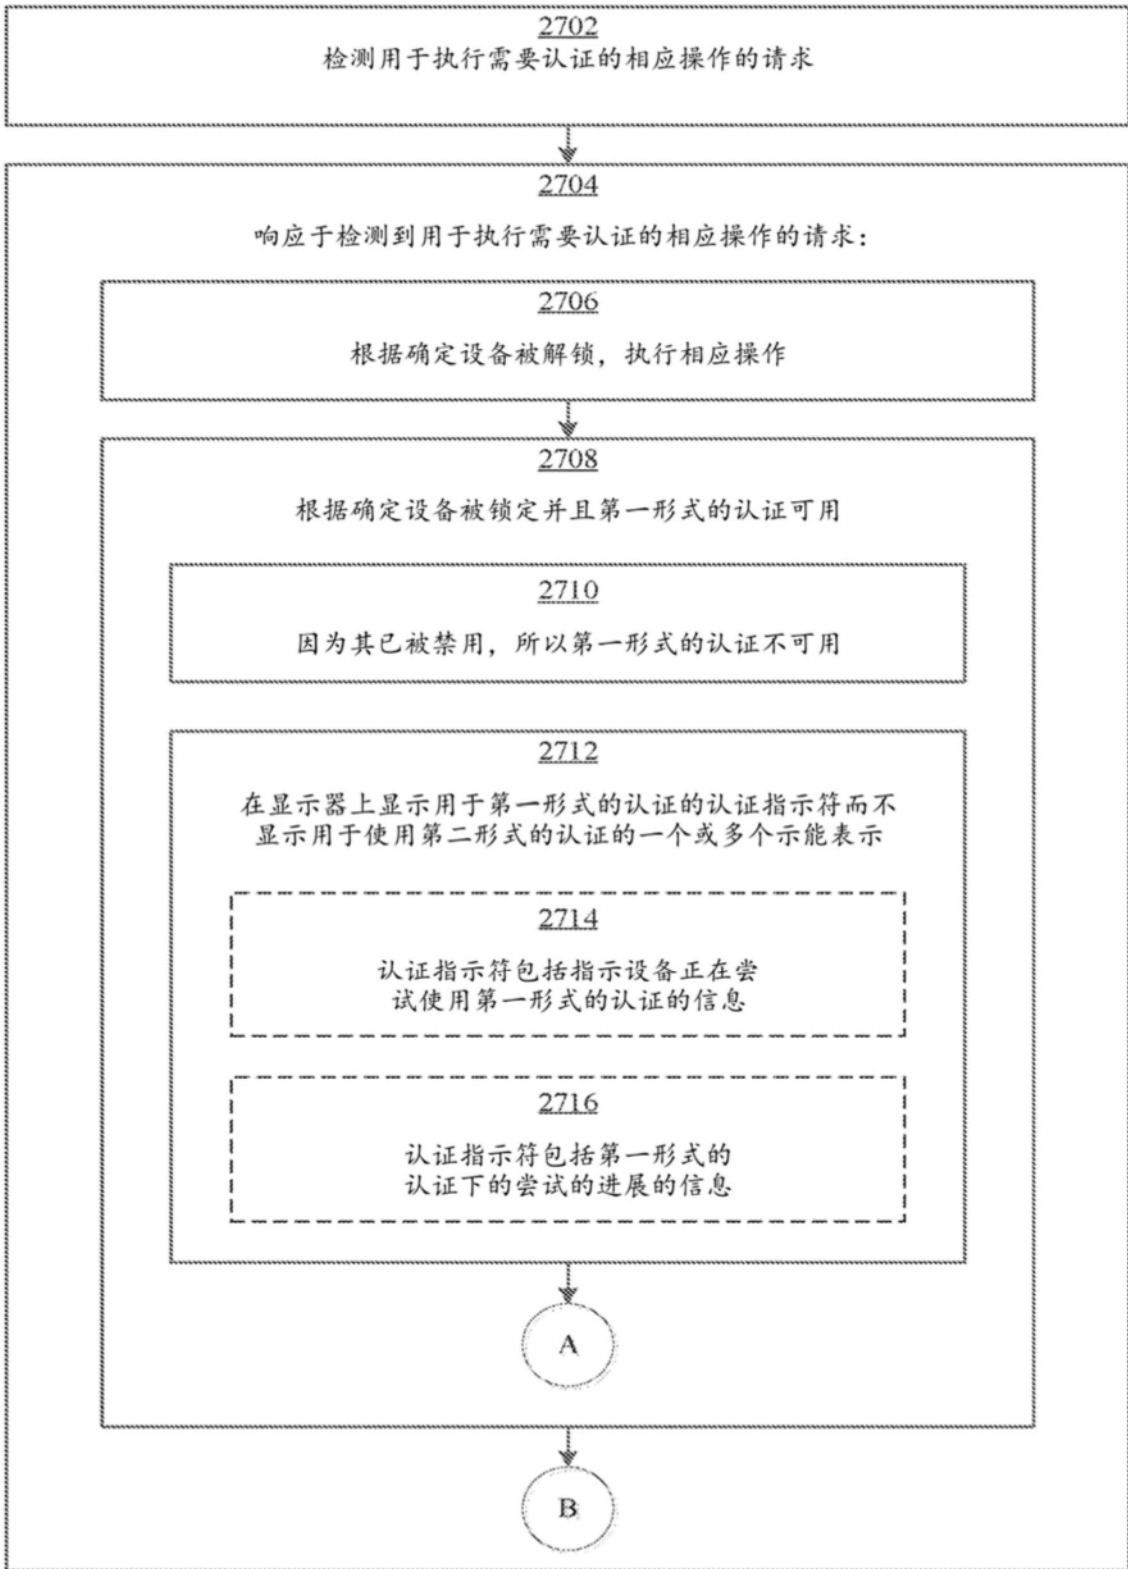 2702
检测用于执行需要认证的相应操作的请求
2704
响应于检测到用于执行需要认证的相应操作的请求：
2706
根据确定设备被解锁，执行相应操作
2708
根据确定设备被锁定并且第一形式的认证可用
2710
因为其已被禁用，所以第一形式的认证不可用
2712
在显示器上显示用于第一形式的认证的认证指示符而不
显示用于使用第二形式的认证的一个或多个示能表示
2714
认证指示符包括指示设备正在尝
试使用第一形式的认证的信息
2716
认证指示符包括第一形式的
认证下的尝试的进展的信息
A
B